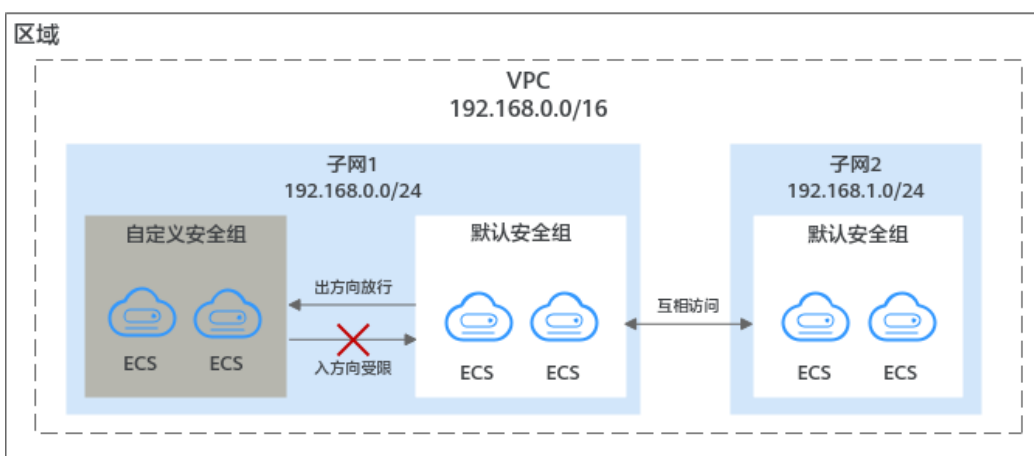 区域
VPC
192.168.0.0/16
子网1
192.168.0.0/24
自定义安全组
ECS
ECS
出方向放行
入方向受限
默认安全组
ECS
ECS
互相访问
子网2
192.168.1.0/24
默认安全组
ECS
ECS